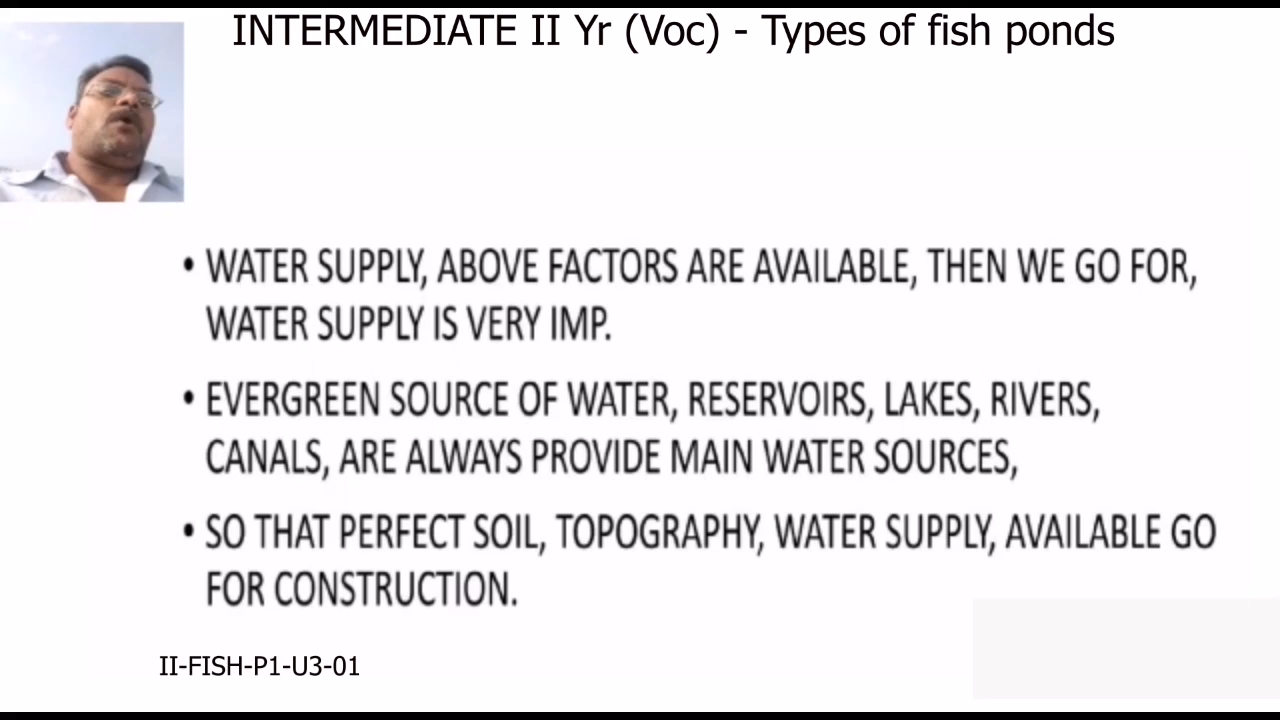 INTERMEDIATE II Yr (Voc) - Types of fish ponds
• WATER SUPPLY, ABOVE FACTORS ARE AVAILABLE, THEN WE GO FOR,
WATER SUPPLY IS VERY IMP.
• EVERGREEN SOURCE OF WATER, RESERVOIRS, LAKES, RIVERS,
CANALS, ARE ALWAYS PROVIDE MAIN WATER SOURCES,
• SO THAT PERFECT SOIL, TOPOGRAPHY, WATER SUPPLY, AVAILABLE GO
FOR CONSTRUCTION.
II-FISH-P1-U3-01